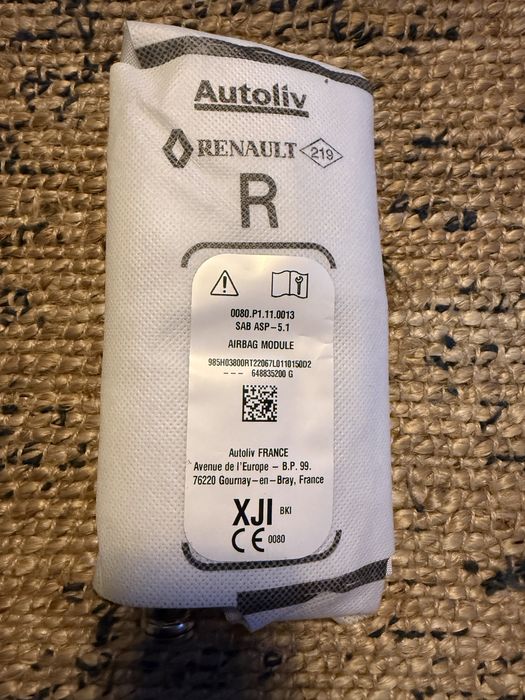 Autoliv
RENAULT 219
R
0080.P1.11.0013
SAB ASP-5.1
AIRBAG MODULE
985H03800RT22067L0110150D2
--- 648835200 G
Autoliv FRANCE
Avenue de l'Europe - B.P. 99.
76220 Gournay-en-Bray, France
XJI BKI
CE 0080